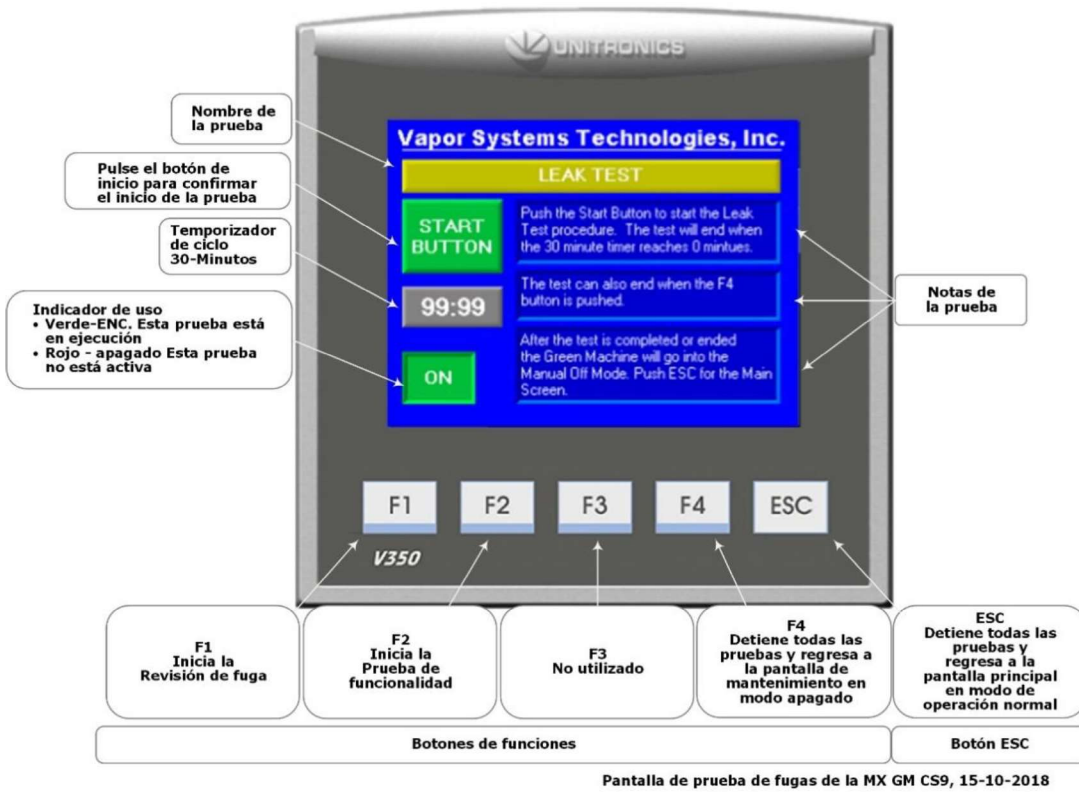 UNITRONICS
Nombre de
la prueba
Vapor Systems Technologies, Inc.
LEAK TEST
Pulse el botón de
inicio para confirmar
el inicio de la prueba
START
BUTTON
Push the Start Button to start the Leak
Test procedure. The test will end when
the 30 minute timer reaches 0 mintues.
Temporizador
de ciclo
30-Minutos
99:99
The test can also end when the F4
button is pushed.
Notas de
la prueba
Indicador de uso
• Verde-ENC. Esta prueba está
en ejecución
• Rojo - apagado Esta prueba
no está activa
ON
After the test is completed or ended
the Green Machine will go into the
Manual Off Mode. Push ESC for the Main
Screen.
F1
F2
F3
F4
ESC
V350
F1
Inicia la
Revisión de fuga
F2
Inicia la
Prueba de
funcionalidad
F3
No utilizado
F4
Detiene todas las
pruebas y regresa a
la pantalla de
mantenimiento en
modo apagado
ESC
Detiene todas las
pruebas y
regresa a la
pantalla principal
en modo de
operación normal
Botones de funciones
Botón ESC
Pantalla de prueba de fugas de la MX GM CS9, 15-10-2018